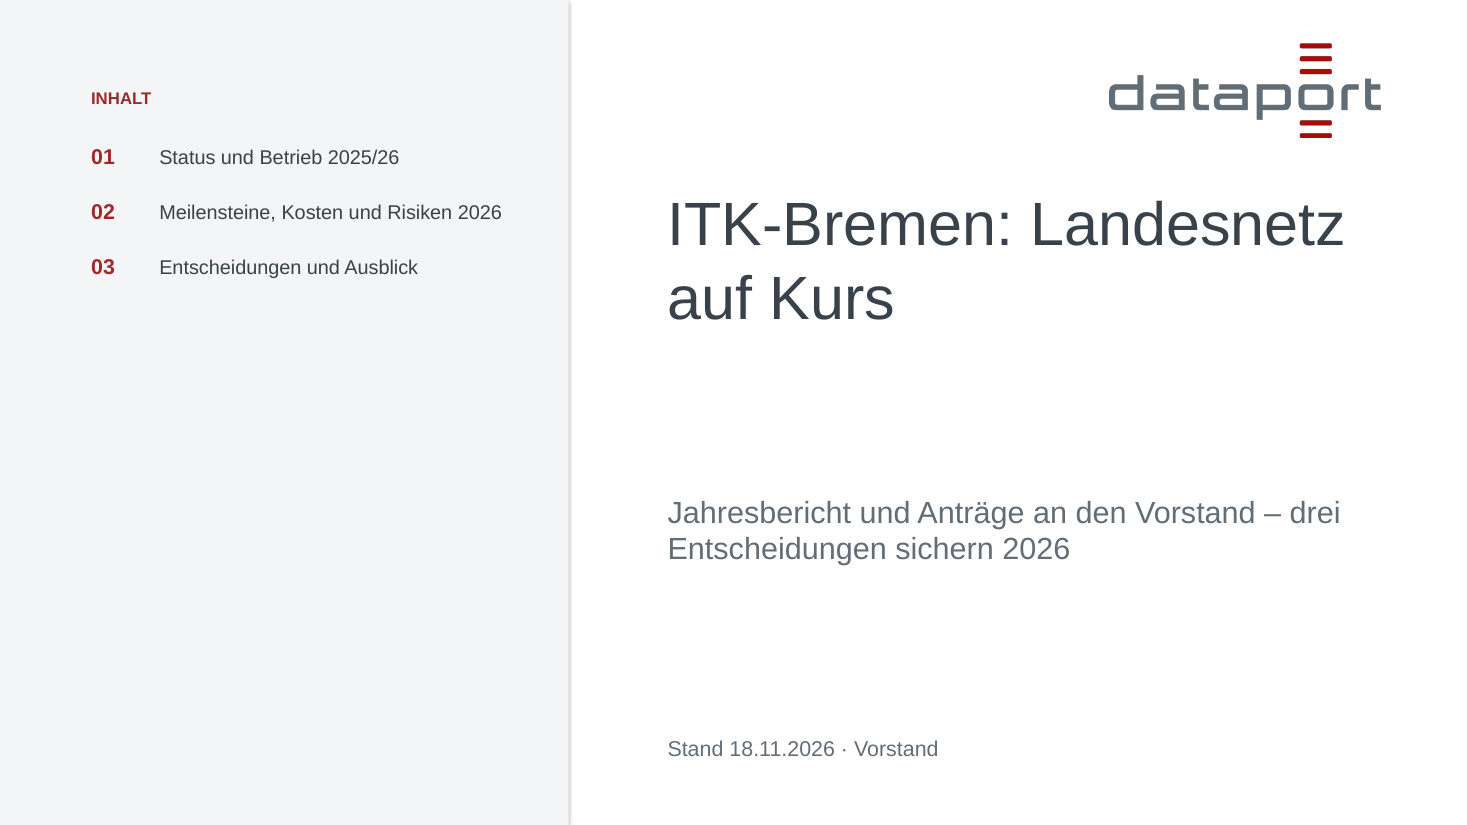 INHALT
01 Status und Betrieb 2025/26
02 Meilensteine, Kosten und Risiken 2026
03 Entscheidungen und Ausblick
dataport
ITK-Bremen: Landesnetz
auf Kurs
Jahresbericht und Anträge an den Vorstand – drei
Entscheidungen sichern 2026
Stand 18.11.2026 · Vorstand